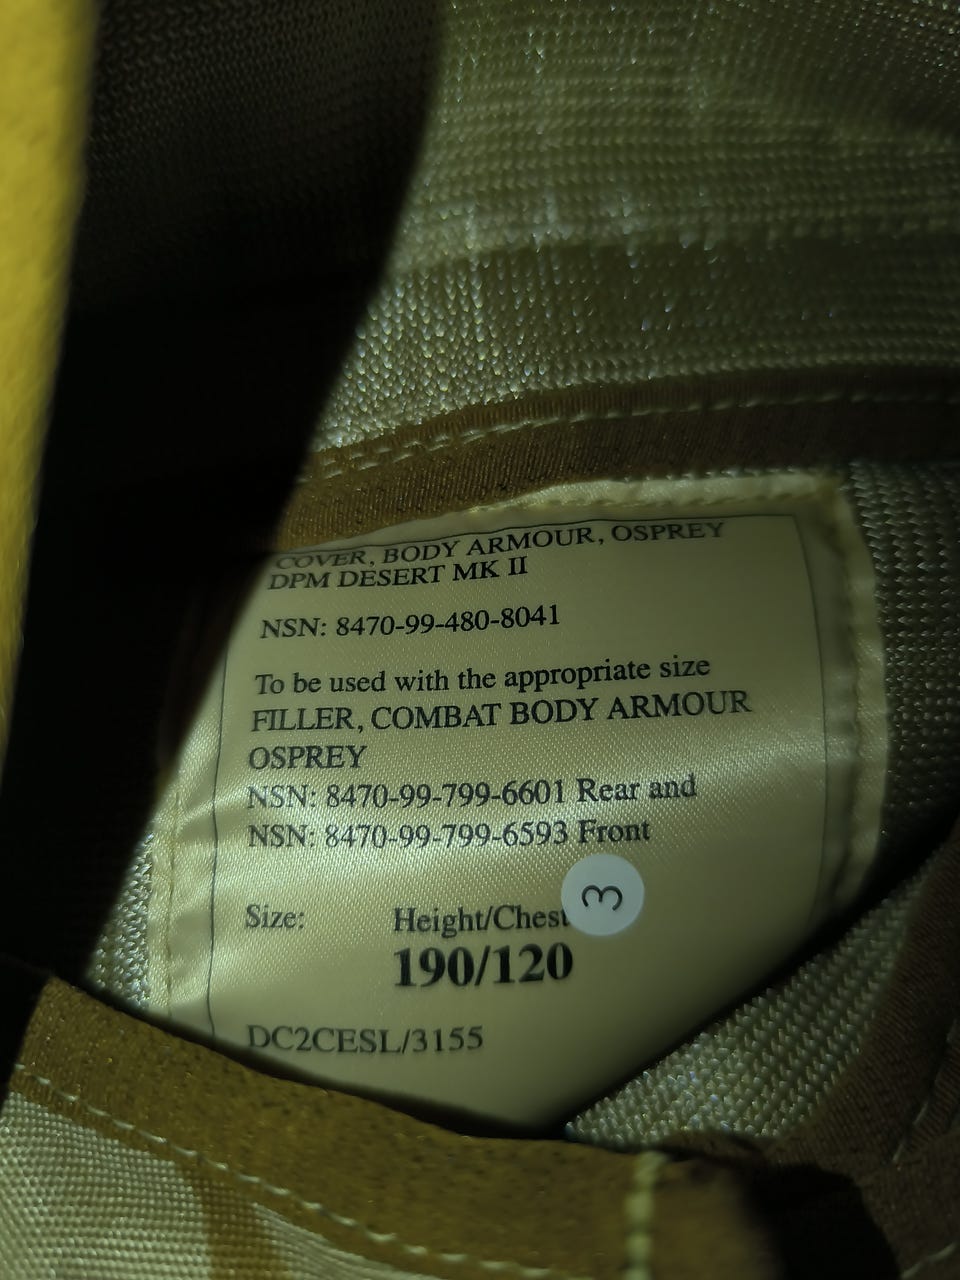 COVER, BODY ARMOUR, OSPREY
DPM DESERT MK II
NSN: 8470-99-480-8041
To be used with the appropriate size
FILLER, COMBAT BODY ARMOUR
OSPREY
NSN: 8470-99-799-6601 Rear and
NSN: 8470-99-799-6593 Front
3
Size: Height/Chest
190/120
DC2CESL/3155